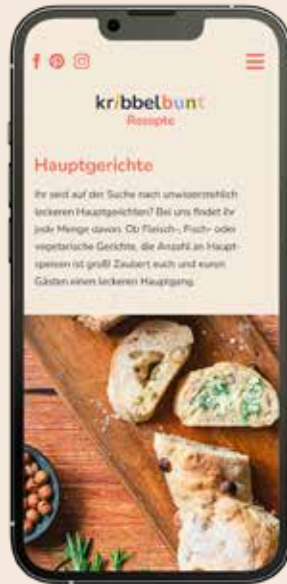 kribbelbunt
Rezepte
Hauptgerichte
Ihr seid auf der Suche nach unwiderstehlich
leckeren Hauptgerichten? Bei uns findet ihr
jede Menge davon. Ob Fleisch-, Fisch- oder
vegetarische Gerichte, die Anzahl an Haupt-
speisen ist groß! Zaubert euch und euren
Gästen einen leckeren Hauptgang.